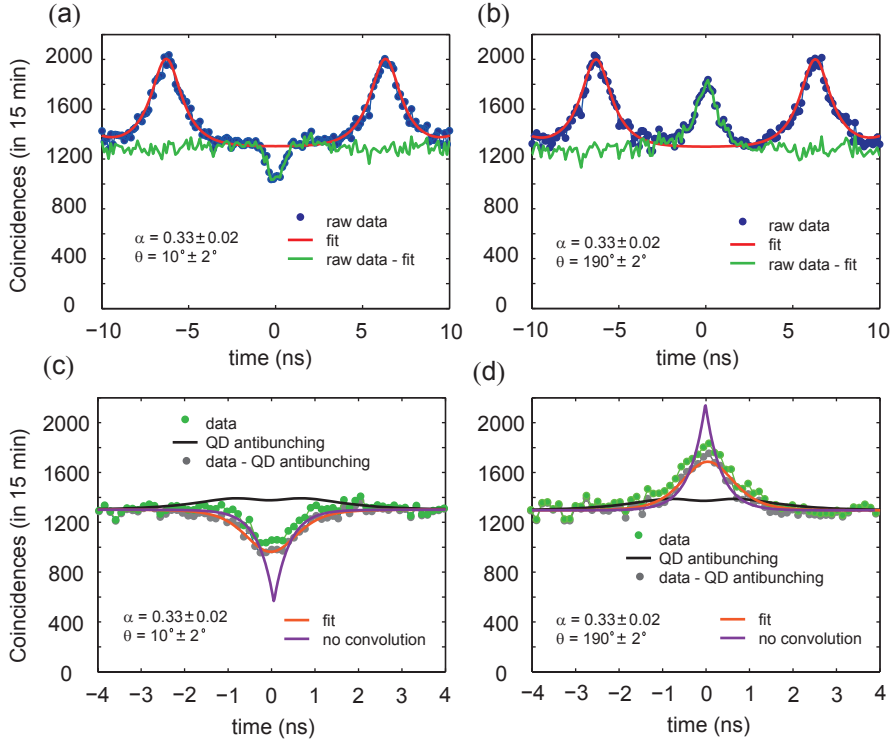 (a)
Coincidences (in 15 min)
2000
1600
1200
800
400
0
raw data
fit
raw data - fit
α = 0.33±0.02
θ = 10°± 2°
−10 −5 0 5 10
time (ns)
(b)
2000
1600
1200
800
400
0
raw data
fit
raw data - fit
α = 0.33±0.02
θ = 190°± 2°
−10 −5 0 5 10
time (ns)
(c)
Coincidences (in 15 min)
2000
1600
1200
800
400
0
data
QD antibunching
data - QD antibunching
α = 0.33±0.02
θ = 10°± 2°
fit
no convolution
−4 −3 −2 −1 0 1 2 3 4
time (ns)
(d)
2000
1600
1200
800
400
0
data
QD antibunching
data - QD antibunching
α = 0.33±0.02
θ = 190°± 2°
fit
no convolution
−4 −3 −2 −1 0 1 2 3 4
time (ns)